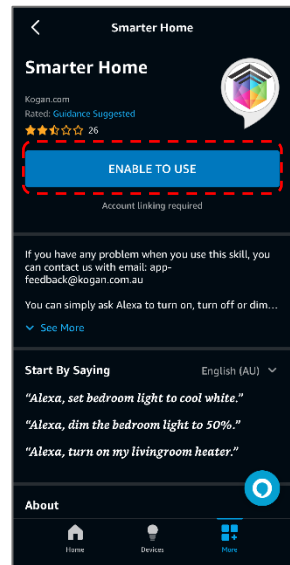 Smarter Home
Smarter Home
Kogan.com
Rated: Guidance Suggested
26
ENABLE TO USE
Account linking required
If you have any problem when you use this skill, you
can contact us with email: app-
feedback@kogan.com.au
You can simply ask Alexa to turn on, turn off or dim...
See More
Start By Saying
English (AU)
“Alexa, set bedroom light to cool white.”
“Alexa, dim the bedroom light to 50%.”
“Alexa, turn on my livingroom heater.”
About
Home
Devices
More